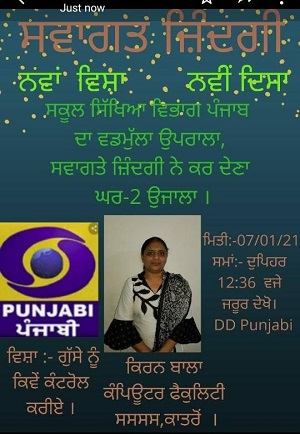 Just now
ਸਵਾਗਤ ਜ਼ਿੰਦਗੀ
ਨਵਾਂ ਵਿਸ਼ਾ ਨਵੀਂ ਦਿਸਾ
ਸਕੂਲ ਸਿੱਖਿਆ ਵਿਭਾਗ ਪੰਜਾਬ
ਦਾ ਵਡਮੁੱਲਾ ਉਪਰਾਲਾ,
ਸਵਾਗਤੇ ਜ਼ਿੰਦਗੀ ਨੇ ਕਰ ਦੇਣਾ
ਘਰ-2 ਉਜਾਲਾ ।
ਮਿਤੀ:-07/01/21
ਸਮਾਂ:- ਦੁਪਿਹਰ
12:36 ਵਜੇ
ਜਰੂਰ ਦੇਖੋ।
DD Punjabi
PUNJABI
ਪੰਜਾਬੀ
ਵਿਸ਼ਾ :- ਗੁੱਸੇ ਨੂੰ
ਕਿਵੇਂ ਕੰਟਰੋਲ
ਕਰੀਏ ।
ਕਿਰਨ ਬਾਲਾ
ਕੰਪਿਊਟਰ ਫੈਕੁਲਿਟੀ
ਸਸਸਸ,ਕਾਤਰੋਂ ।